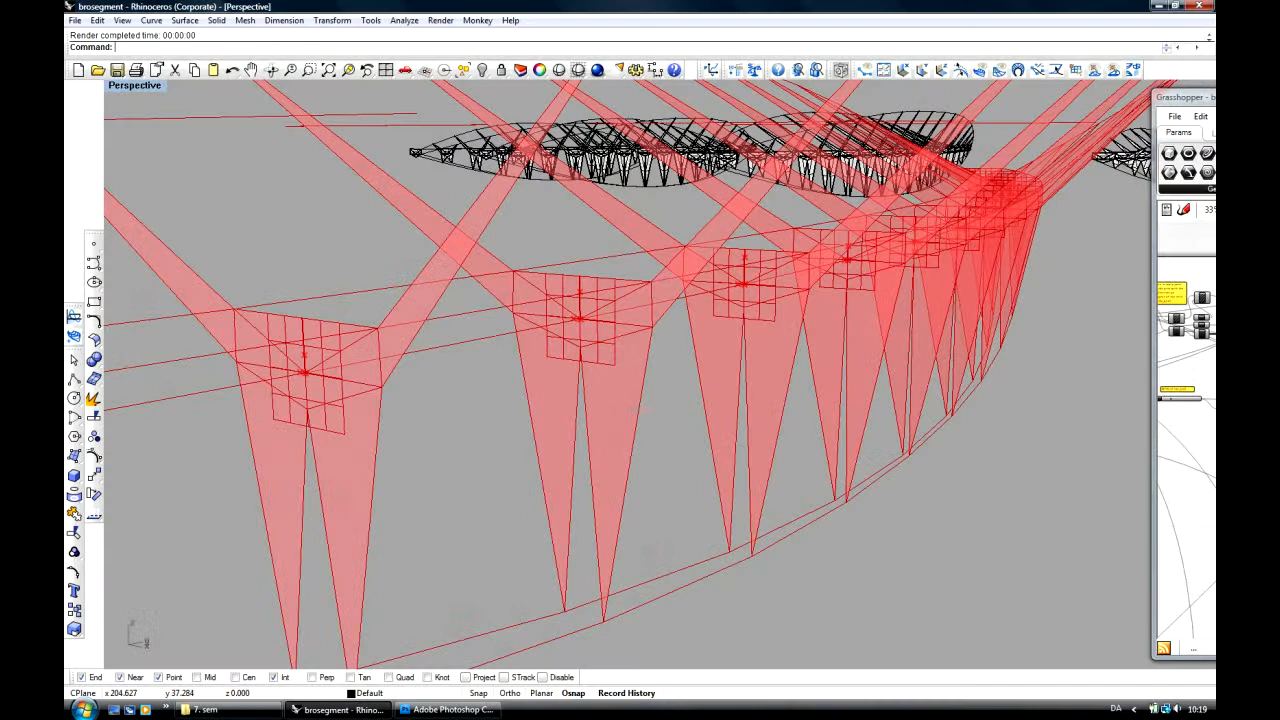 brosegment - Rhinoceros (Corporate) - [Perspective]
File Edit View Curve Surface Solid Mesh Dimension Transform Tools Analyze Render Monkey Help
Render completed time: 00:00:00
Command:
Perspective
Grasshopper - b
File Edit
Params
33%
End Near Point Mid Cen Int Perp Tan Quad Knot Project STrack Disable
CPlane x 204.627 y 37.284 z 0.000 Default Snap Ortho Planar Osnap Record History
7. sem brosegment - Rhino... Adobe Photoshop C... DA 10:19